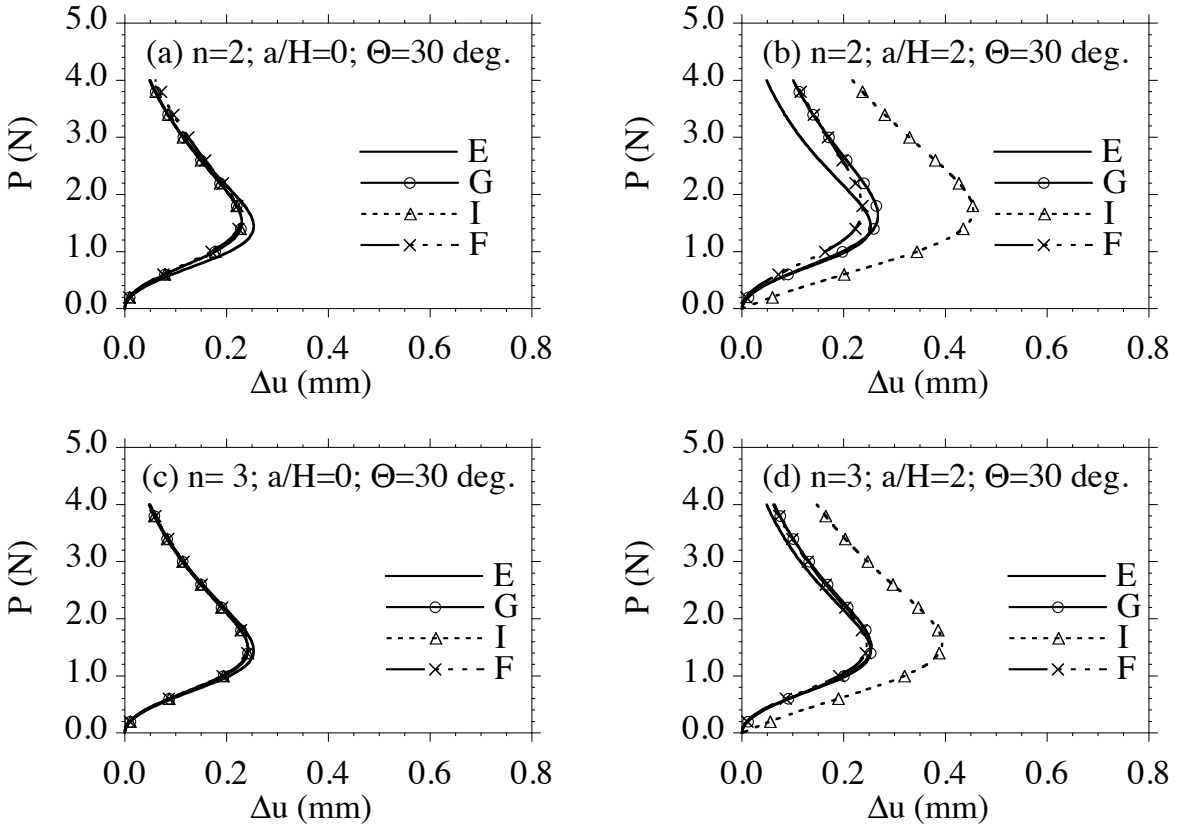 5.0
(a) n=2; a/H=0; Θ=30 deg.
4.0
3.0
2.0
1.0
0.0
P (N)
E
G
I
F
0.0 0.2 0.4 0.6 0.8
Δu (mm)
5.0
(b) n=2; a/H=2; Θ=30 deg.
4.0
3.0
2.0
1.0
0.0
P (N)
E
G
I
F
0.0 0.2 0.4 0.6 0.8
Δu (mm)
5.0
(c) n= 3; a/H=0; Θ=30 deg.
4.0
3.0
2.0
1.0
0.0
P (N)
E
G
I
F
0.0 0.2 0.4 0.6 0.8
Δu (mm)
5.0
(d) n=3; a/H=2; Θ=30 deg.
4.0
3.0
2.0
1.0
0.0
P (N)
E
G
I
F
0.0 0.2 0.4 0.6 0.8
Δu (mm)